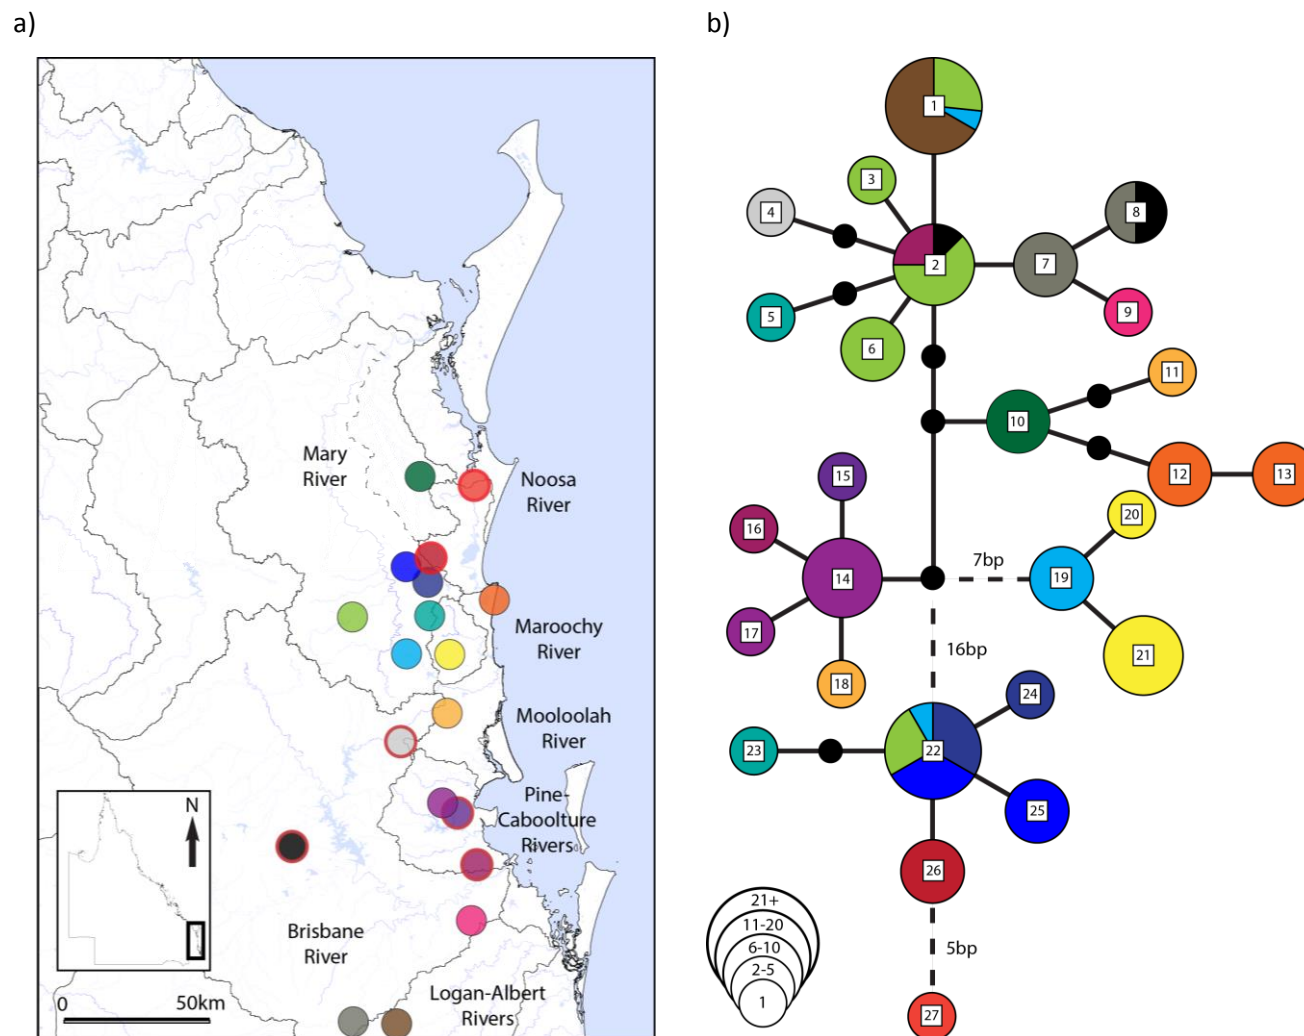 a)
Mary
River
Noosa
River
Maroochy
River
Mooloolah
River
Pine-
Caboolture
Rivers
Brisbane
River
Logan-Albert
Rivers
N
0 50km
b)
1
3
4
8
2
7
5
9
6
11
10
15
12
13
20
16
7bp
14
19
17
16bp
21
18
24
23
22
25
26
21+
11-20
6-10
2-5
1
5bp
27